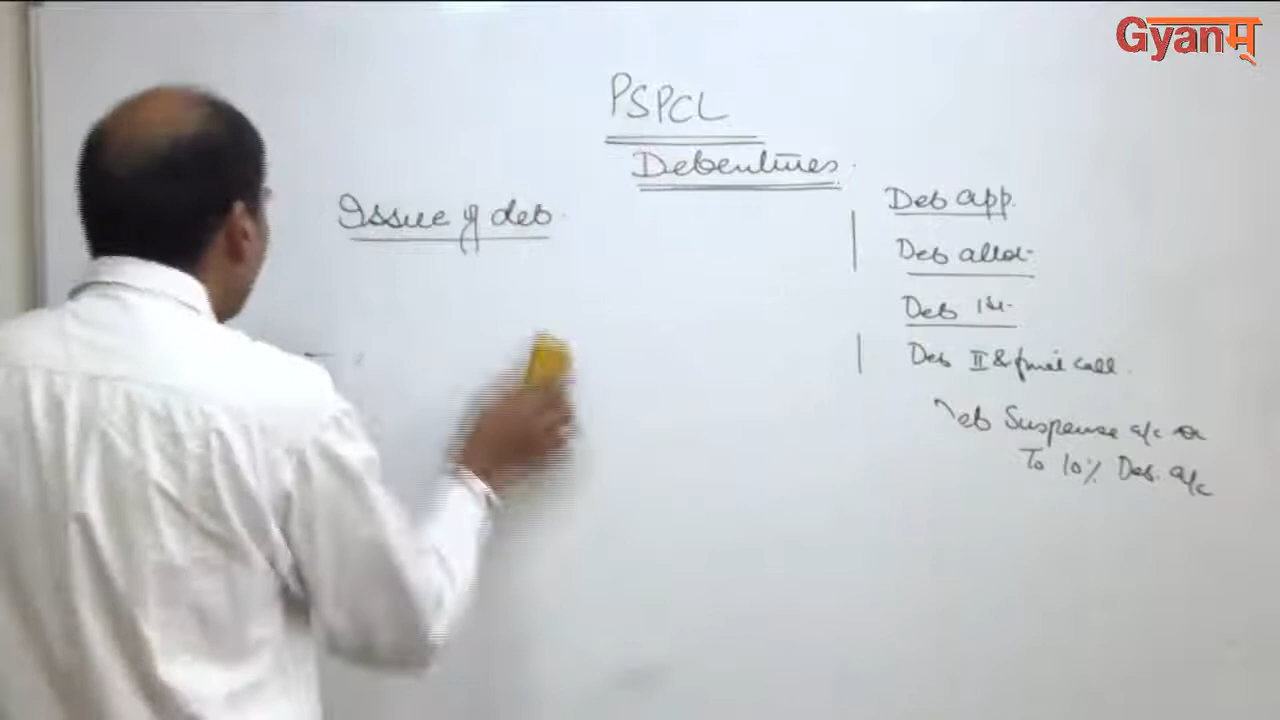 Gyanम्
PSPCL
Debentures.
Issue of deb.
Deb app.
Deb allot.
Deb 1st.
Deb II & final call.
Deb Suspense a/c Dr
To 10% Deb. a/c